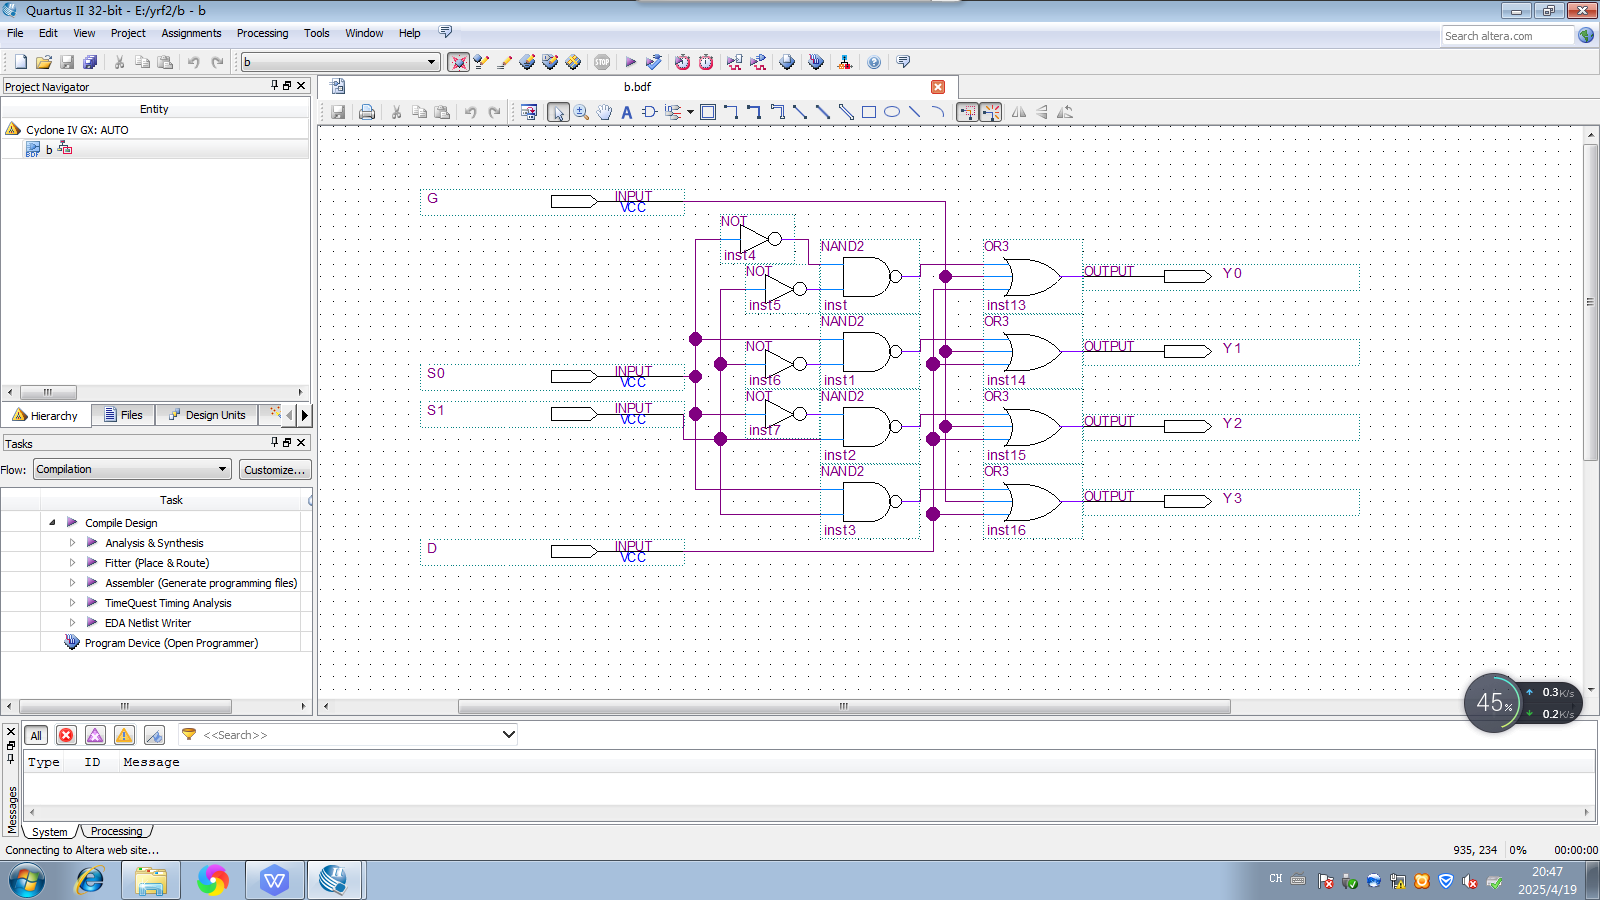 Quartus II 32-bit - E:/yrf2/b - b
File Edit View Project Assignments Processing Tools Window Help
Search altera.com
b
Project Navigator
Entity
Cyclone IV GX: AUTO
BDF b
Hierarchy Files Design Units
Tasks
Flow: Compilation Customize...
Task
Compile Design
Analysis & Synthesis
Fitter (Place & Route)
Assembler (Generate programming files)
TimeQuest Timing Analysis
EDA Netlist Writer
Program Device (Open Programmer)
b.bdf
G INPUT
VCC
NOT
inst4
NOT
inst5
NAND2
inst
OR3
inst13
OUTPUT Y0
NAND2
inst1
NOT
inst6
OR3
inst14
OUTPUT Y1
S0 INPUT
VCC
S1 INPUT
VCC
NOT
inst7
NAND2
inst2
OR3
inst15
OUTPUT Y2
NAND2
inst3
OR3
inst16
OUTPUT Y3
D INPUT
VCC
45%
0.3K/s
0.2K/s
Messages
All <<Search>>
Type ID Message
System Processing
Connecting to Altera web site...
935, 234 0% 00:00:00
CH
20:47
2025/4/19